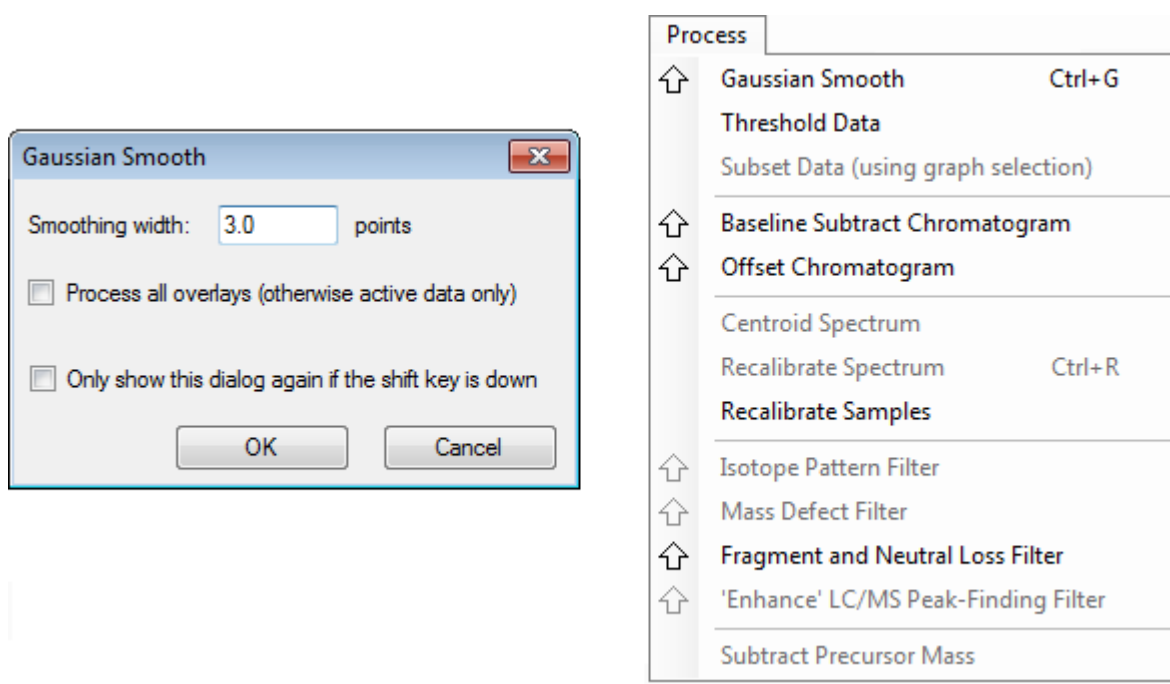 Gaussian Smooth
Smoothing width: 3.0 points
Process all overlays (otherwise active data only)
Only show this dialog again if the shift key is down
OK Cancel
Process
Gaussian Smooth Ctrl+G
Threshold Data
Subset Data (using graph selection)
Baseline Subtract Chromatogram
Offset Chromatogram
Centroid Spectrum
Recalibrate Spectrum Ctrl+R
Recalibrate Samples
Isotope Pattern Filter
Mass Defect Filter
Fragment and Neutral Loss Filter
'Enhance' LC/MS Peak-Finding Filter
Subtract Precursor Mass